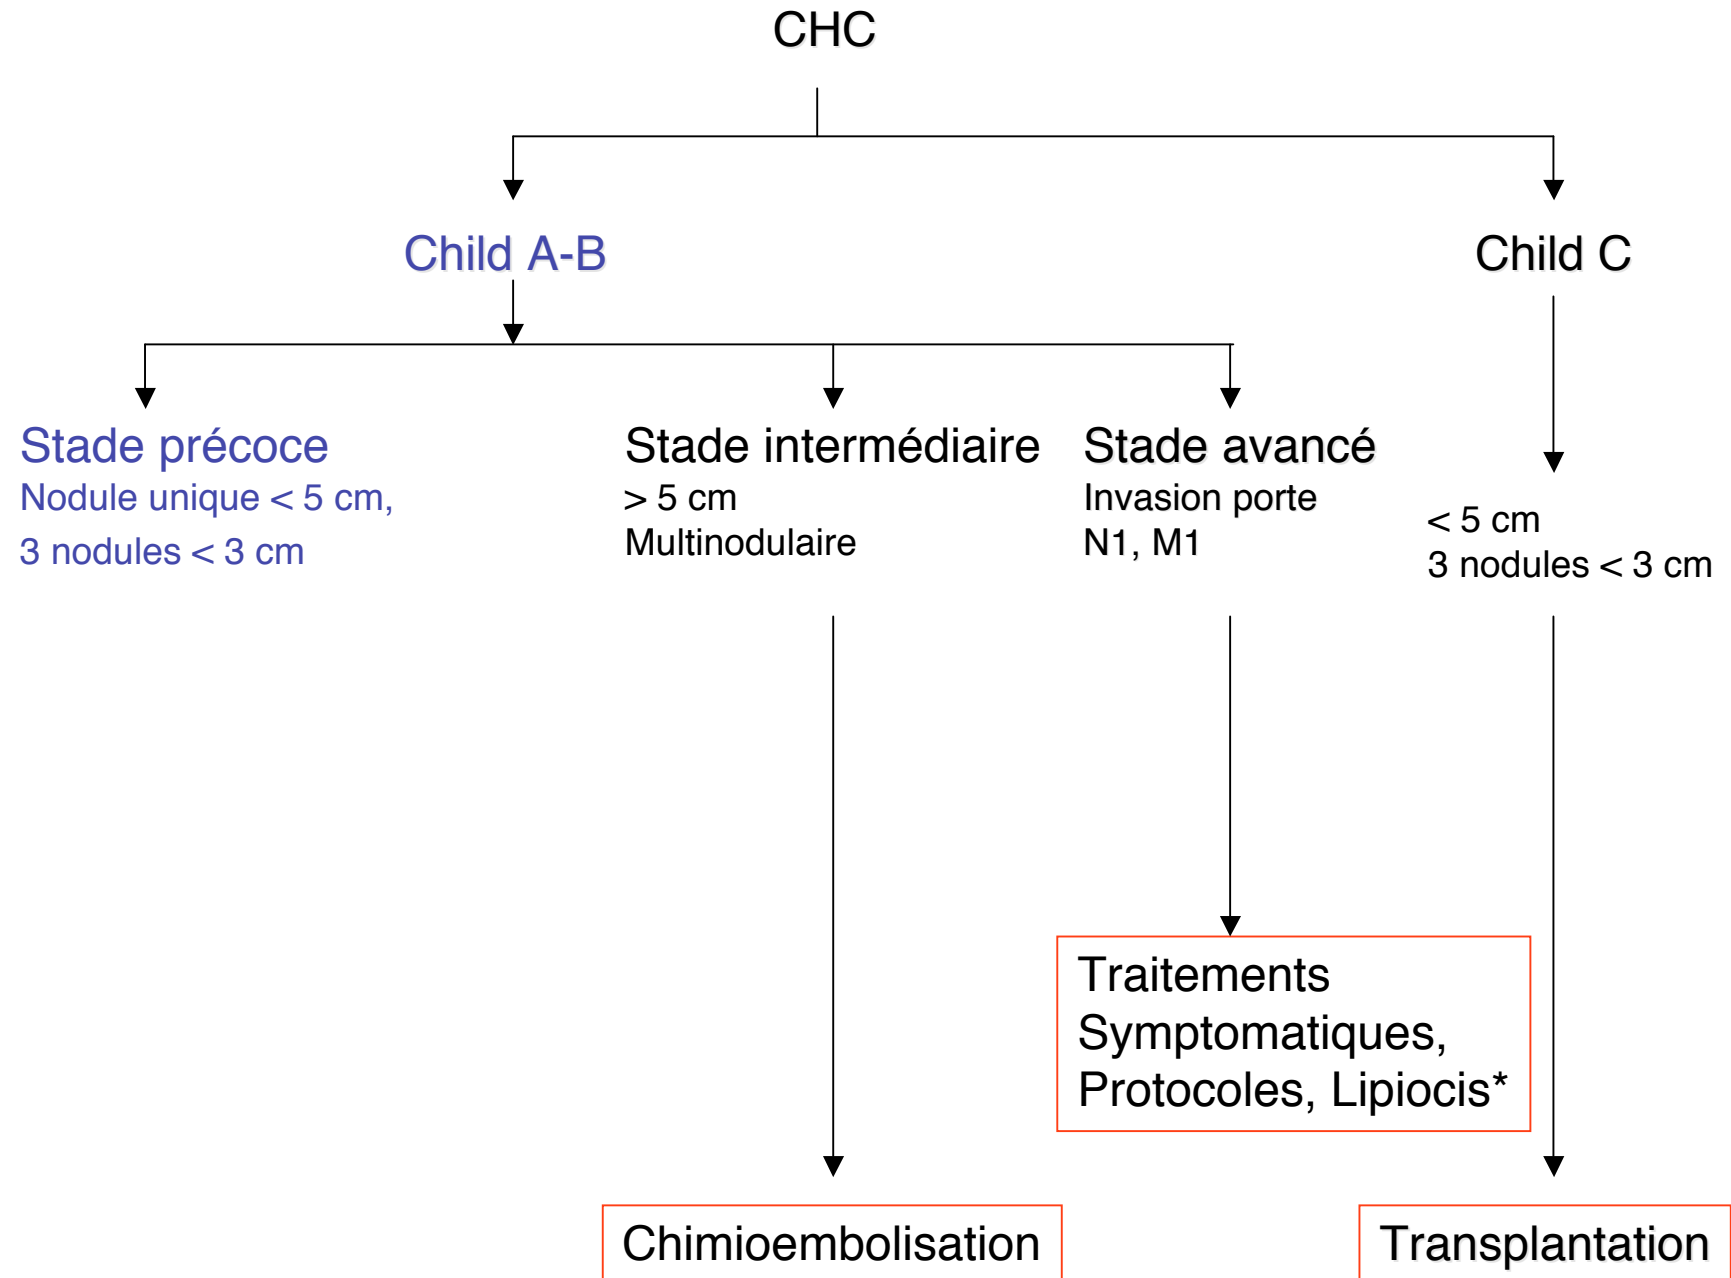 CHC
Child A-B
Child C
Stade précoce
Nodule unique < 5 cm,
3 nodules < 3 cm
Stade intermédiaire
> 5 cm
Multinodulaire
Stade avancé
Invasion porte
N1, M1
< 5 cm
3 nodules < 3 cm
Traitements
Symptomatiques,
Protocoles, Lipiocis*
Chimioembolisation
Transplantation